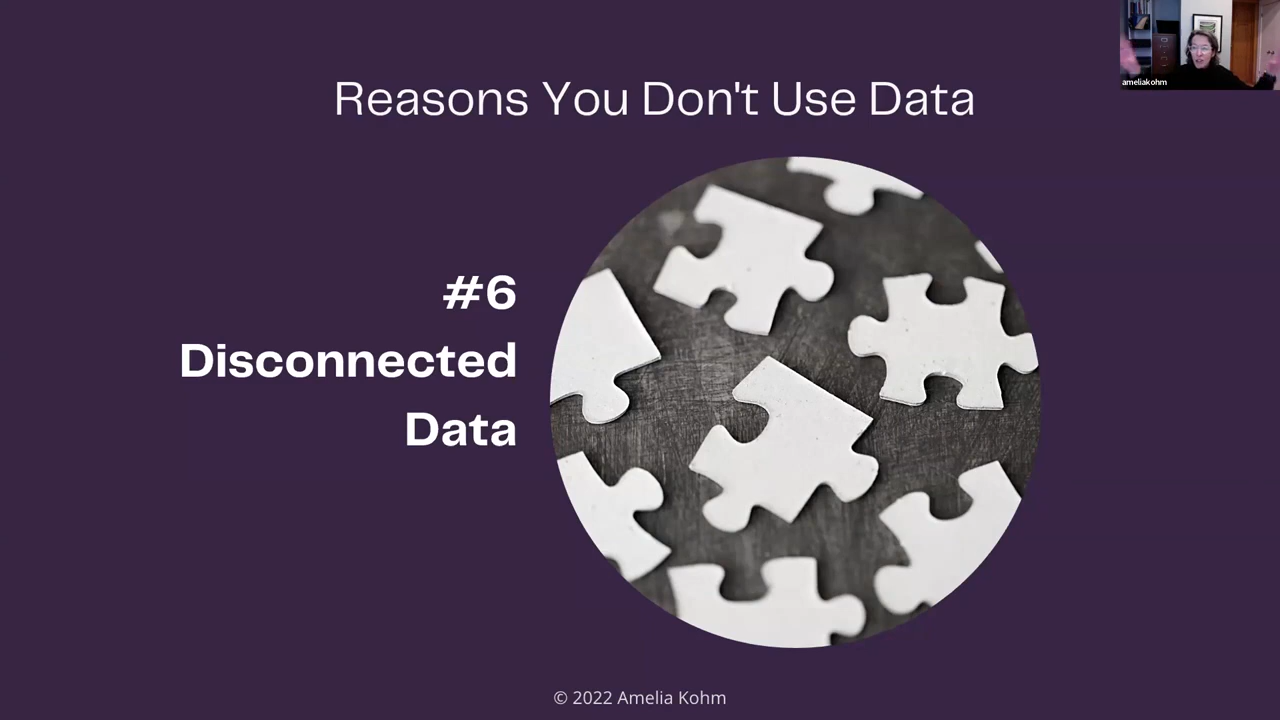 ameliakohm
Reasons You Don't Use Data
#6
Disconnected
Data
© 2022 Amelia Kohm